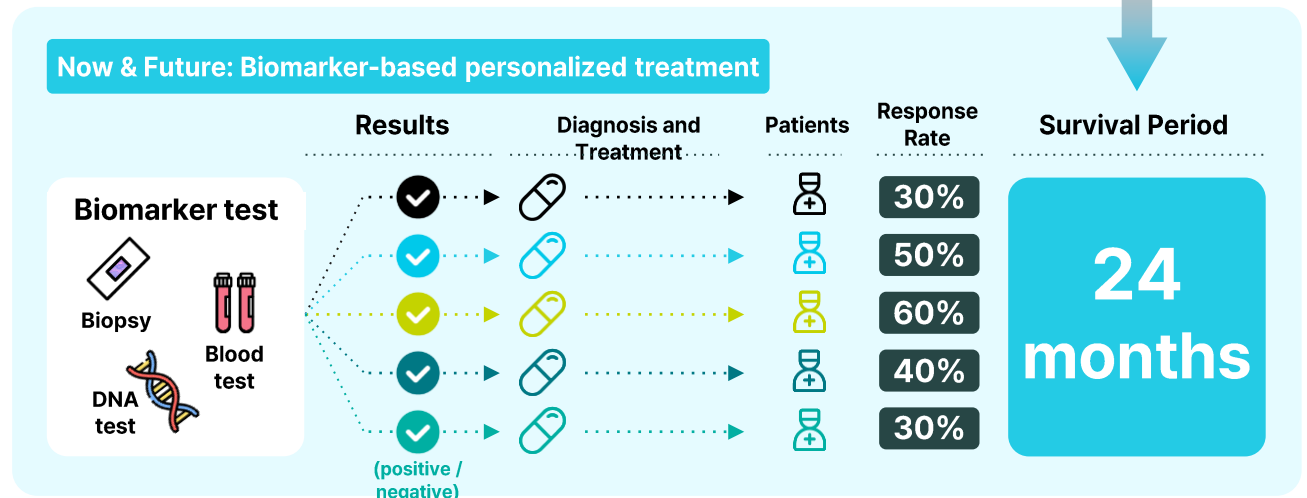 Now & Future: Biomarker-based personalized treatment
Results
Diagnosis and
Treatment
Patients
Response
Rate
Survival Period
Biomarker test
Biopsy
Blood
test
DNA
test
(positive /
negative)
30%
50%
60%
40%
30%
24
months